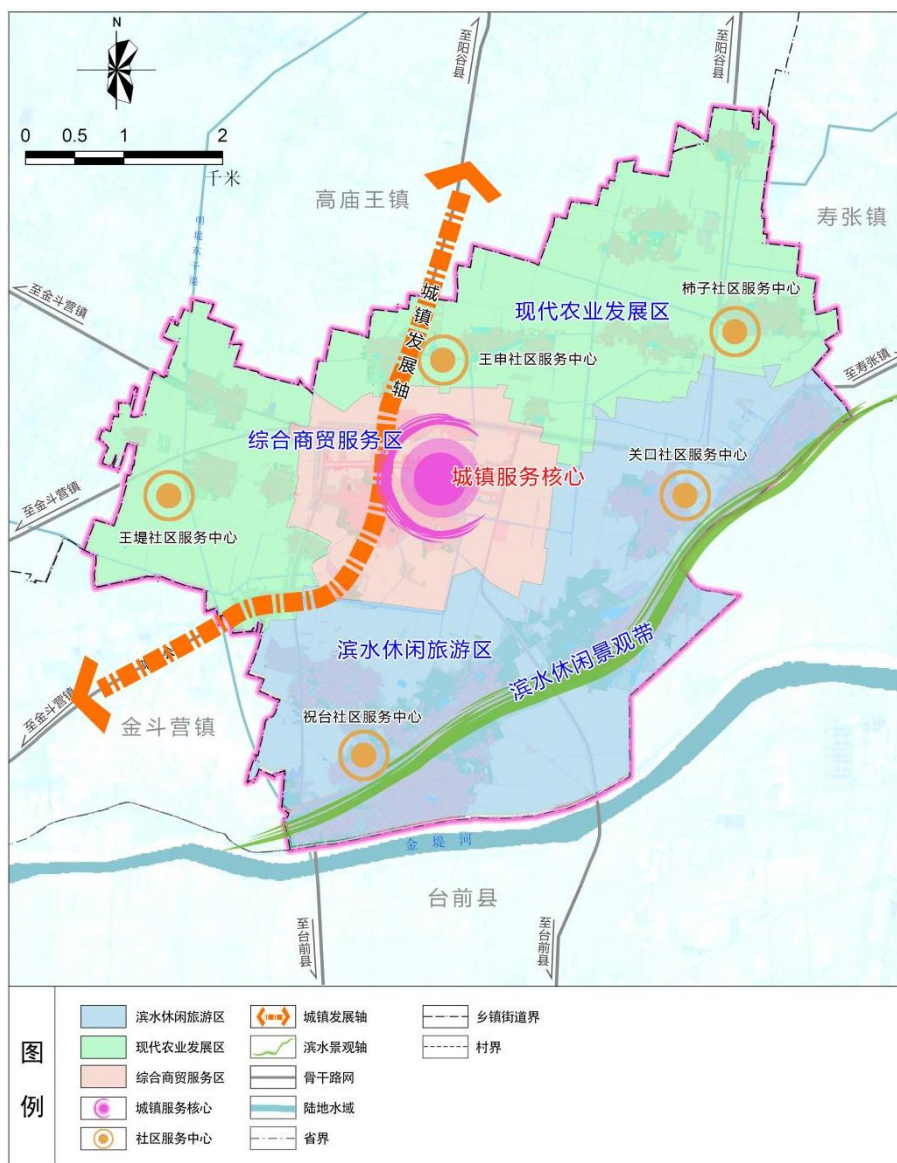 N
0 0.5 1 2
千米
至阳谷县
至阳谷县
高庙王镇
寿张镇
明堤东干渠
至金斗营镇
城镇发展轴
现代农业发展区
柿子社区服务中心
王申社区服务中心
至寿张镇
综合商贸服务区
城镇服务核心
关口社区服务中心
至金斗营镇
王堤社区服务中心
滨水休闲旅游区
滨水休闲景观带
至金斗营镇
金斗营镇
祝台社区服务中心
金堤河
台前县
至台前县
至台前县
图例
滨水休闲旅游区
现代农业发展区
综合商贸服务区
城镇服务核心
社区服务中心
城镇发展轴
滨水景观轴
骨干路网
陆地水域
省界
乡镇街道界
村界